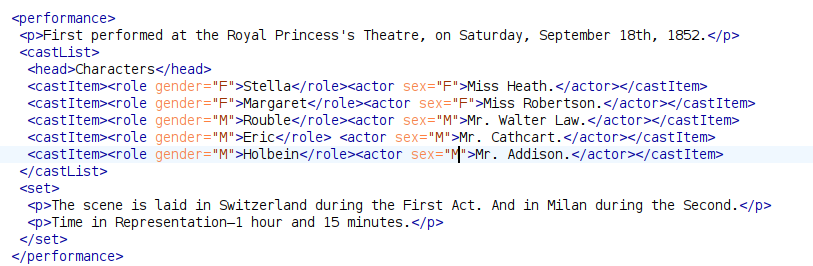 <performance>
<p>First performed at the Royal Princess's Theatre, on Saturday, September 18th, 1852.</p>
<castList>
<head>Characters</head>
<castItem><role gender="F">Stella</role><actor sex="F">Miss Heath.</actor></castItem>
<castItem><role gender="F">Margaret</role><actor sex="F">Miss Robertson.</actor></castItem>
<castItem><role gender="M">Rouble</role><actor sex="M">Mr. Walter Law.</actor></castItem>
<castItem><role gender="M">Eric</role> <actor sex="M">Mr. Cathcart.</actor></castItem>
<castItem><role gender="M">Holbein</role><actor sex="M">Mr. Addison.</actor></castItem>
</castList>
<set>
<p>The scene is laid in Switzerland during the First Act. And in Milan during the Second.</p>
<p>Time in Representation—1 hour and 15 minutes.</p>
</set>
</performance>